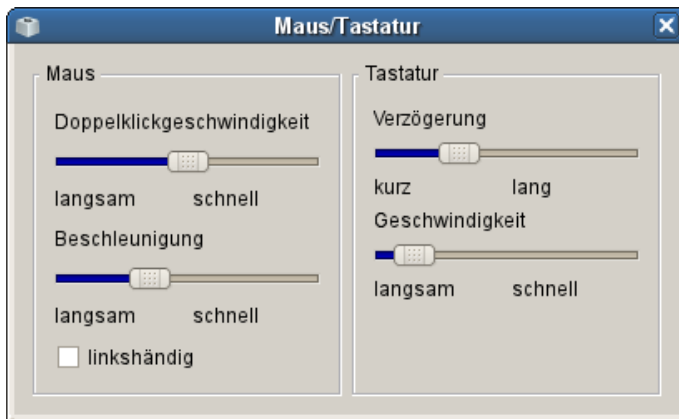 Maus/Tastatur
Maus
Doppelklickgeschwindigkeit
langsam schnell
Beschleunigung
langsam schnell
linkshändig
Tastatur
Verzögerung
kurz lang
Geschwindigkeit
langsam schnell